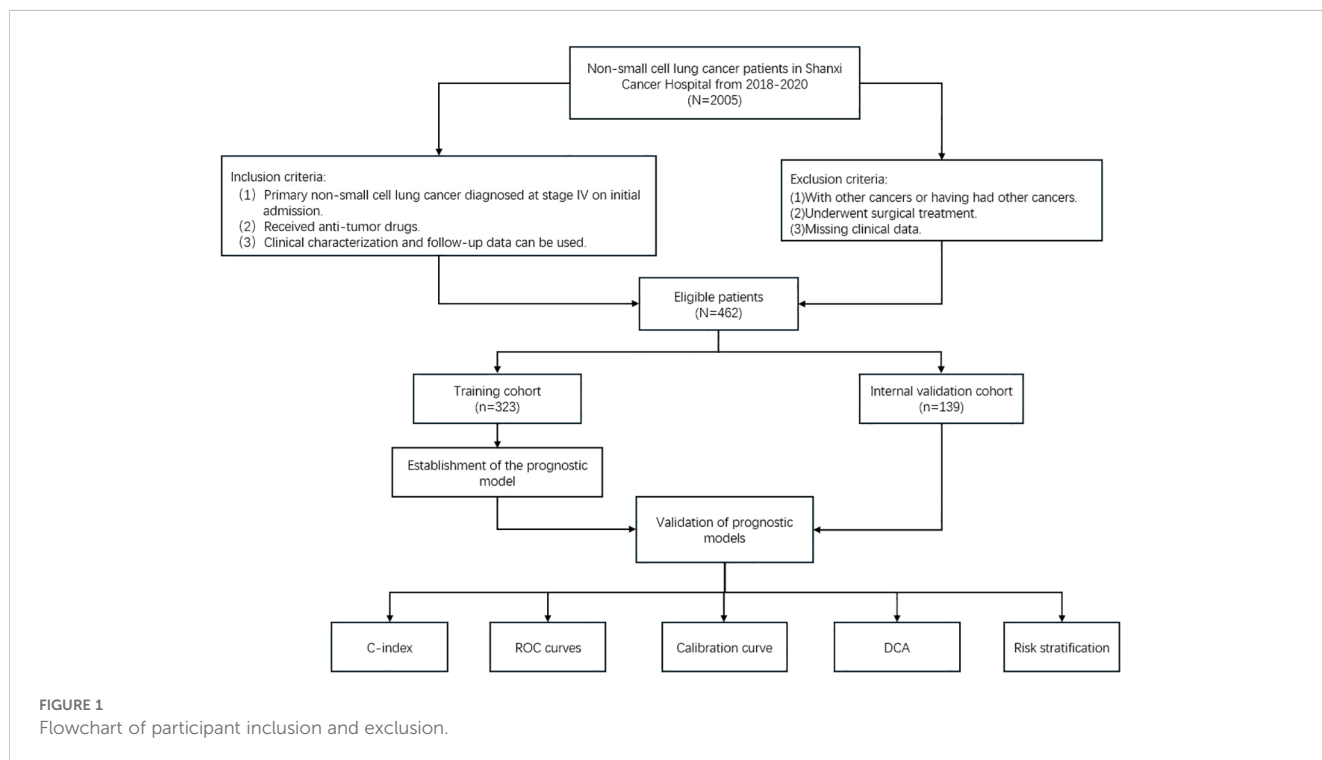 Non-small cell lung cancer patients in Shanxi
Cancer Hospital from 2018-2020
(N=2005)
Inclusion criteria:
(1) Primary non-small cell lung cancer diagnosed at stage IV on initial
admission.
(2) Received anti-tumor drugs.
(3) Clinical characterization and follow-up data can be used.
Exclusion criteria:
(1)With other cancers or having had other cancers.
(2)Underwent surgical treatment.
(3)Missing clinical data.
Eligible patients
(N=462)
Training cohort
(n=323)
Internal validation cohort
(n=139)
Establishment of the prognostic
model
Validation of prognostic
models
C-index
ROC curves
Calibration curve
DCA
Risk stratification
FIGURE 1
Flowchart of participant inclusion and exclusion.